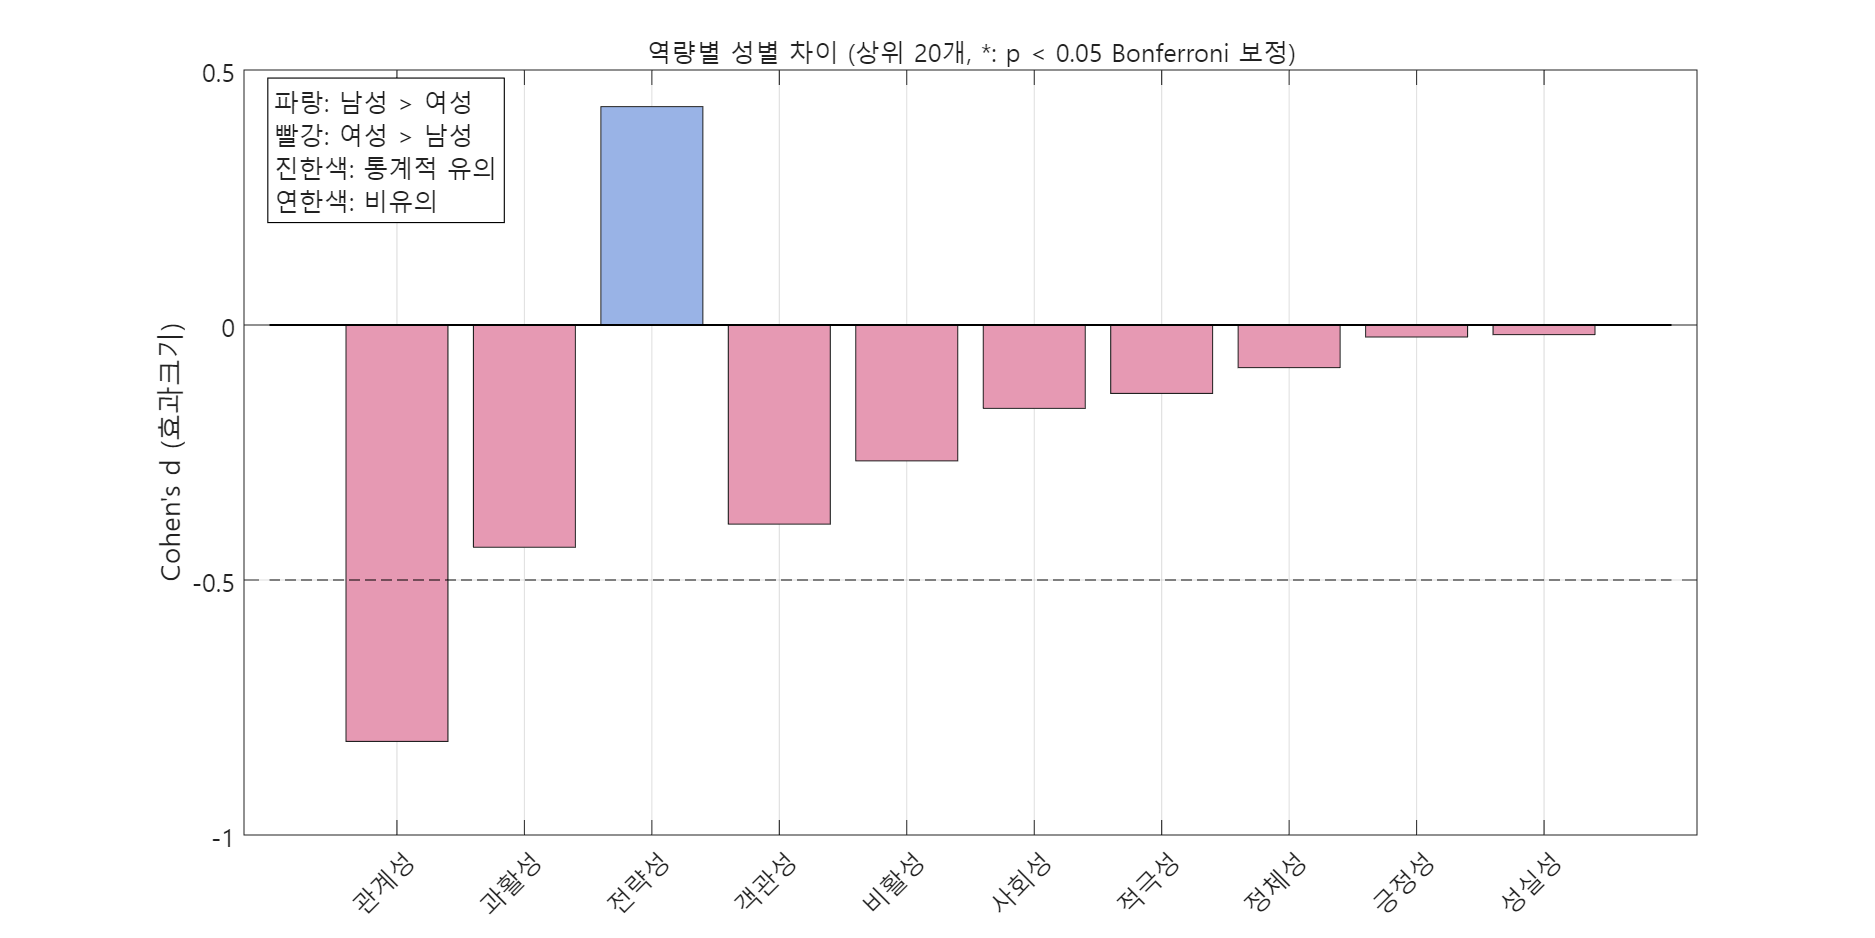 역량별 성별 차이 (상위 20개, *: p < 0.05 Bonferroni 보정)
파랑: 남성 > 여성
빨강: 여성 > 남성
진한색: 통계적 유의
연한색: 비유의
Cohen's d (효과크기)
0.5
0
-0.5
-1
관계성
과활성
전략성
객관성
비활성
사회성
적극성
정체성
긍정성
성실성